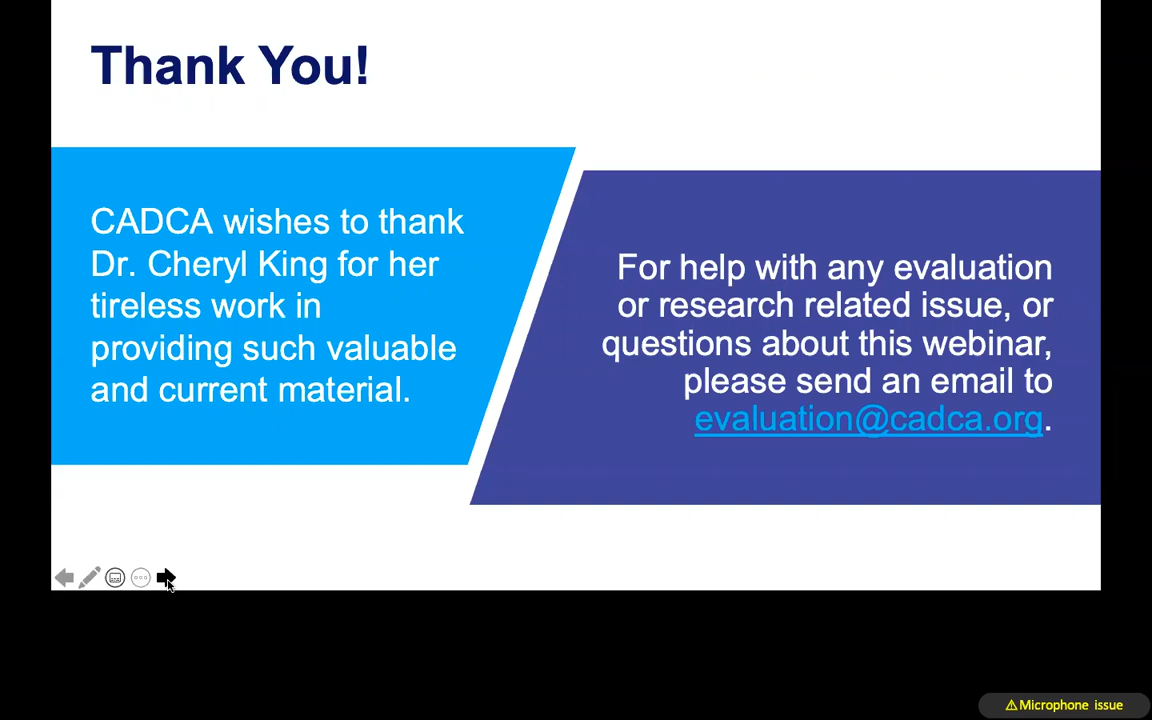 Thank You!
CADCA wishes to thank
Dr. Cheryl King for her
tireless work in
providing such valuable
and current material.
For help with any evaluation
or research related issue, or
questions about this webinar,
please send an email to
evaluation@cadca.org.
⚠Microphone issue